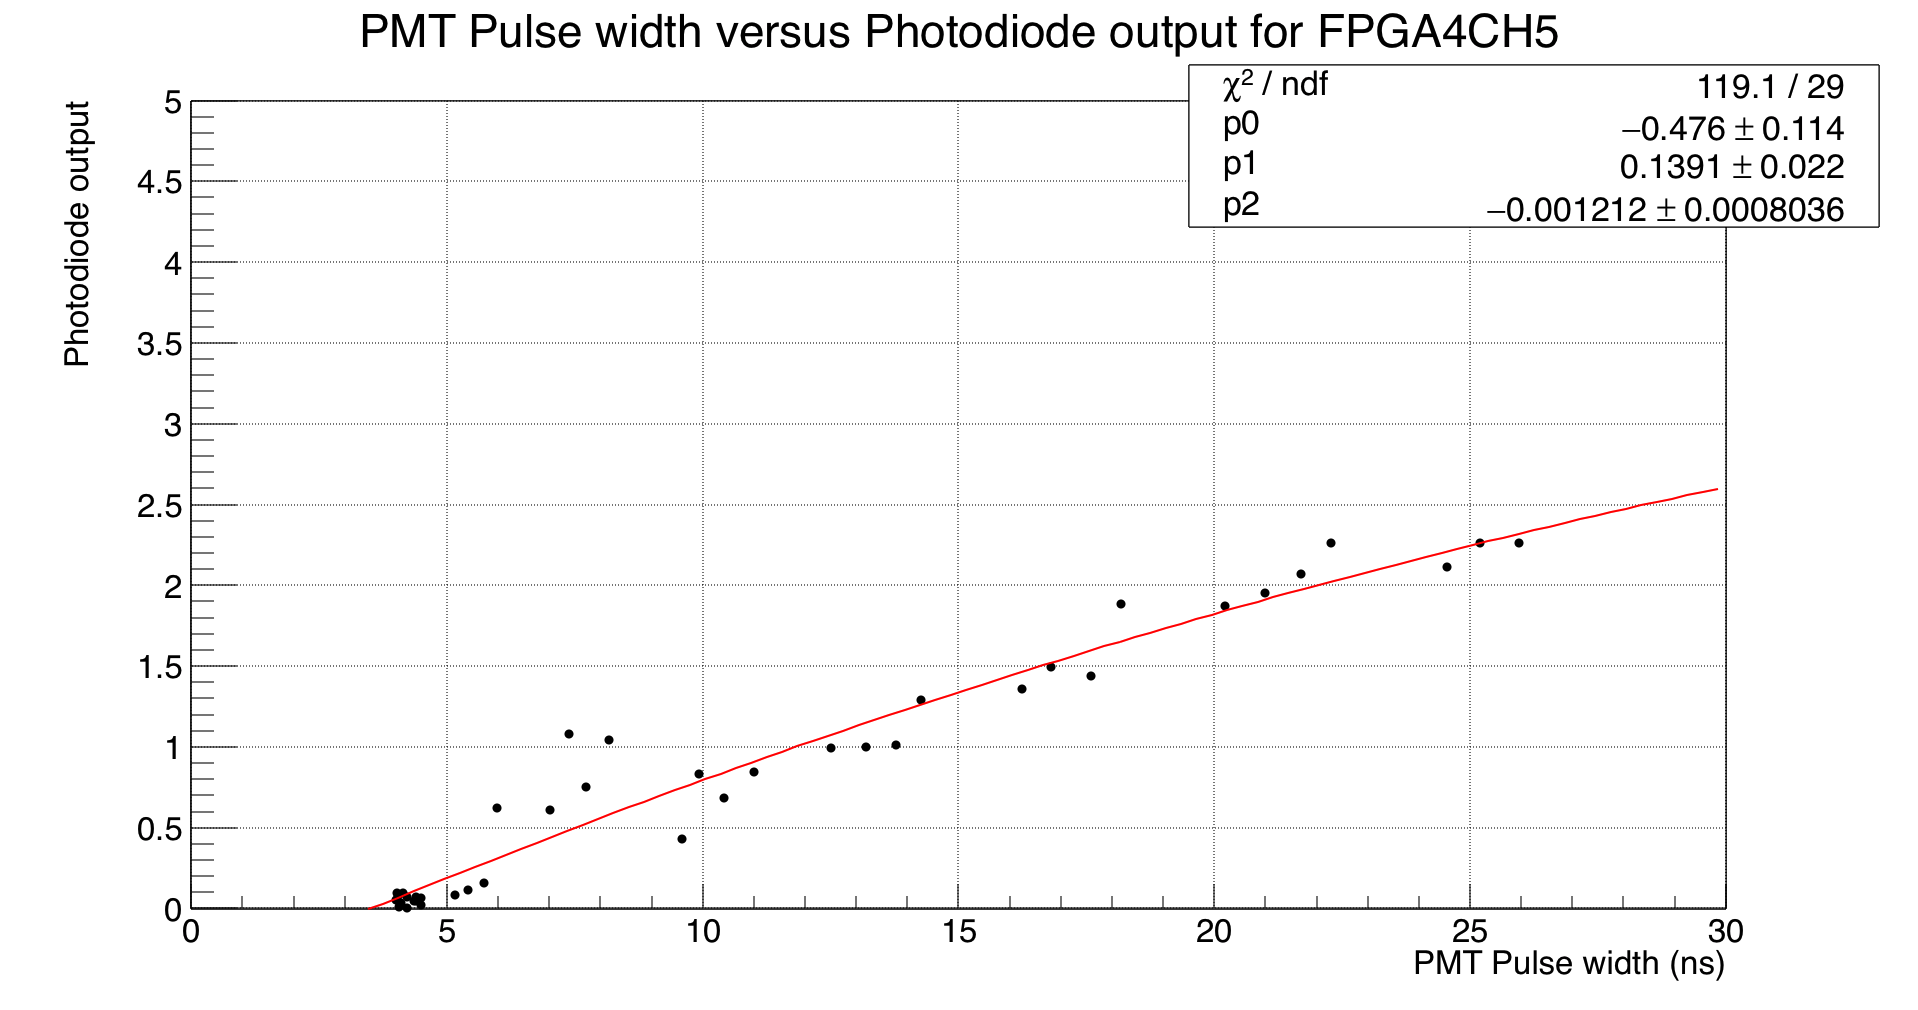 PMT Pulse width versus Photodiode output for FPGA4CH5
χ² / ndf 119.1 / 29
p0 −0.476 ± 0.114
p1 0.1391 ± 0.022
p2 −0.001212 ± 0.0008036
Photodiode output
5
4.5
4
3.5
3
2.5
2
1.5
1
0.5
0
0 5 10 15 20 25 30
PMT Pulse width (ns)